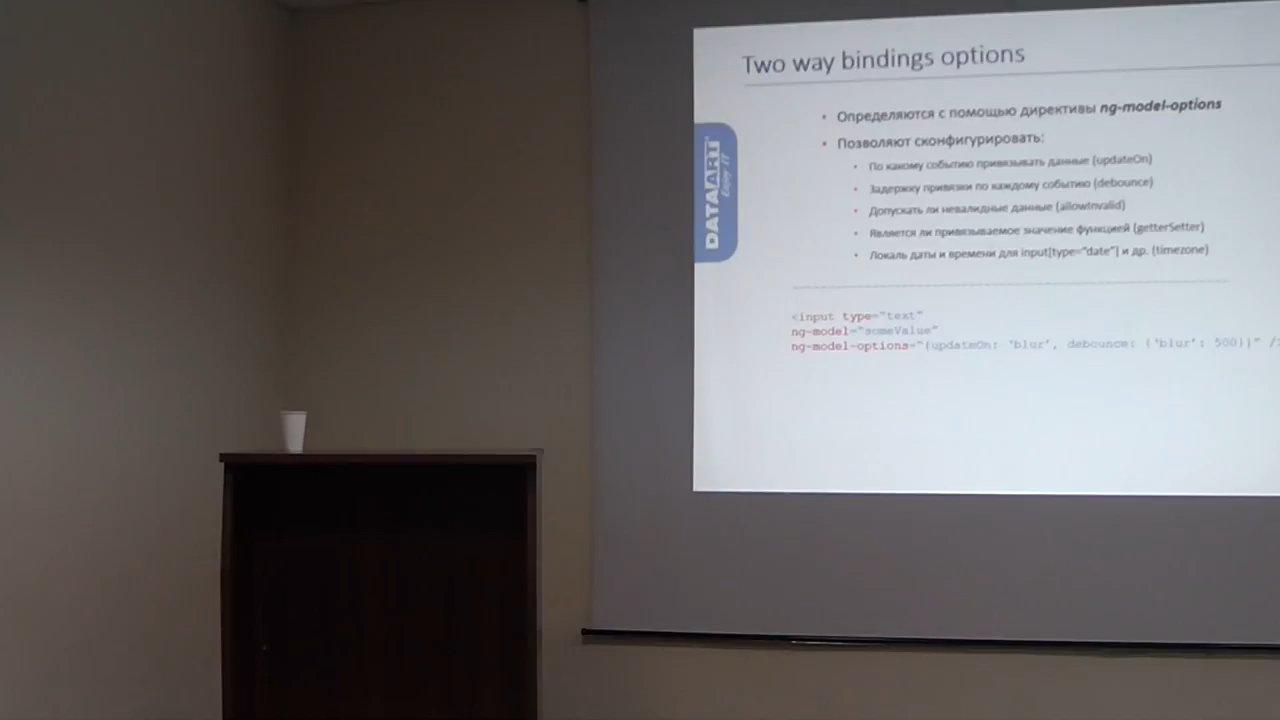 Two way bindings options
• Определяются с помощью директивы ng-model-options
• Позволяют сконфигурировать:
• По какому событию привязывать данные (updateOn)
• Задержку привязки по каждому событию (debounce)
• Допускать ли невалидные данные (allowInvalid)
• Является ли привязываемое значение функцией (getterSetter)
• Локаль даты и времени для input[type="date"] и др. (timezone)
<input type="text"
ng-model="someValue"
ng-model-options="{updateOn: 'blur', debounce: {'blur': 500}}" />
DATAART
Enjoy IT